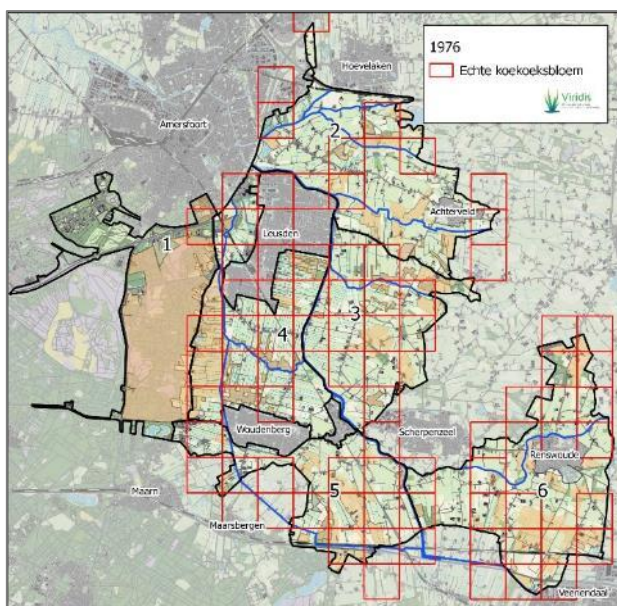 1976
Echte koekoeksbloem
Viridis
Hoevelaken
Amersfoort
2
Achterveld
1
Leusden
3
4
Woudenberg
Scherpenzeel
Renswoude
Maarn
5
6
Maarsbergen
Veenendaal